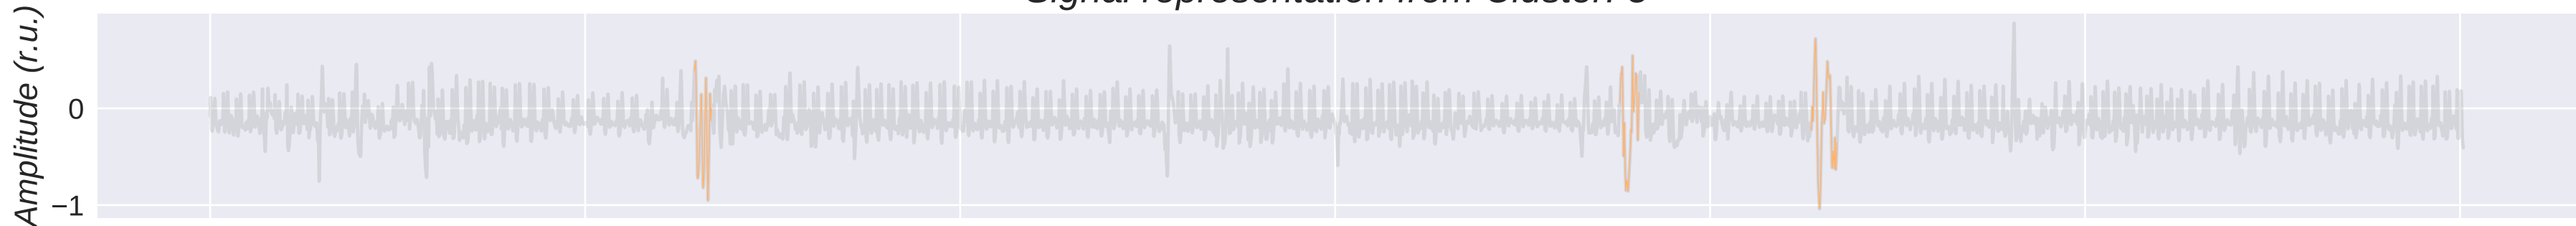 Signal representation from Cluster:
Amplitude (r.u.)
0
−1